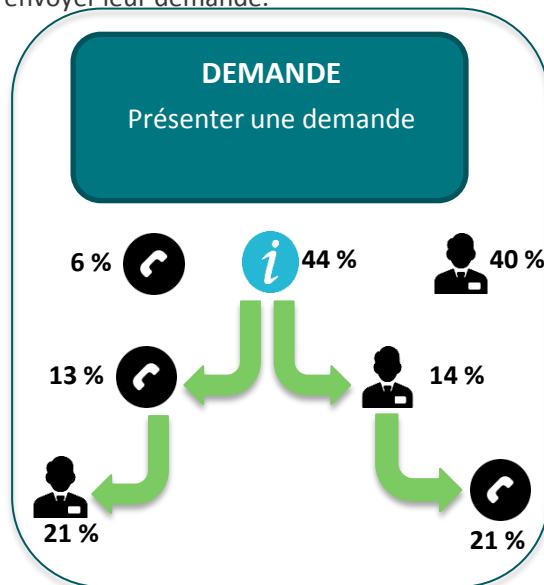 envoyer leur demande.
DEMANDE
Présenter une demande
6 %
i
44 %
40 %
13 %
14 %
21 %
21 %